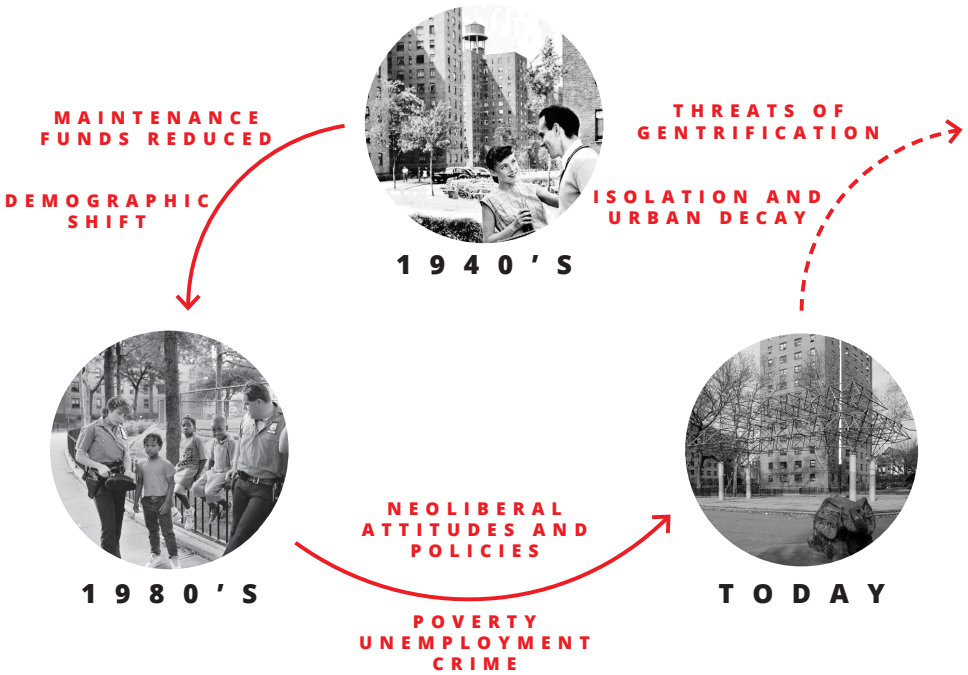 MAINTENANCE
FUNDS REDUCED
DEMOGRAPHIC
SHIFT
THREATS OF
GENTRIFICATION
ISOLATION AND
URBAN DECAY
1940’S
1980’S
NEOLIBERAL
ATTITUDES AND
POLICIES
POVERTY
UNEMPLOYMENT
CRIME
TODAY